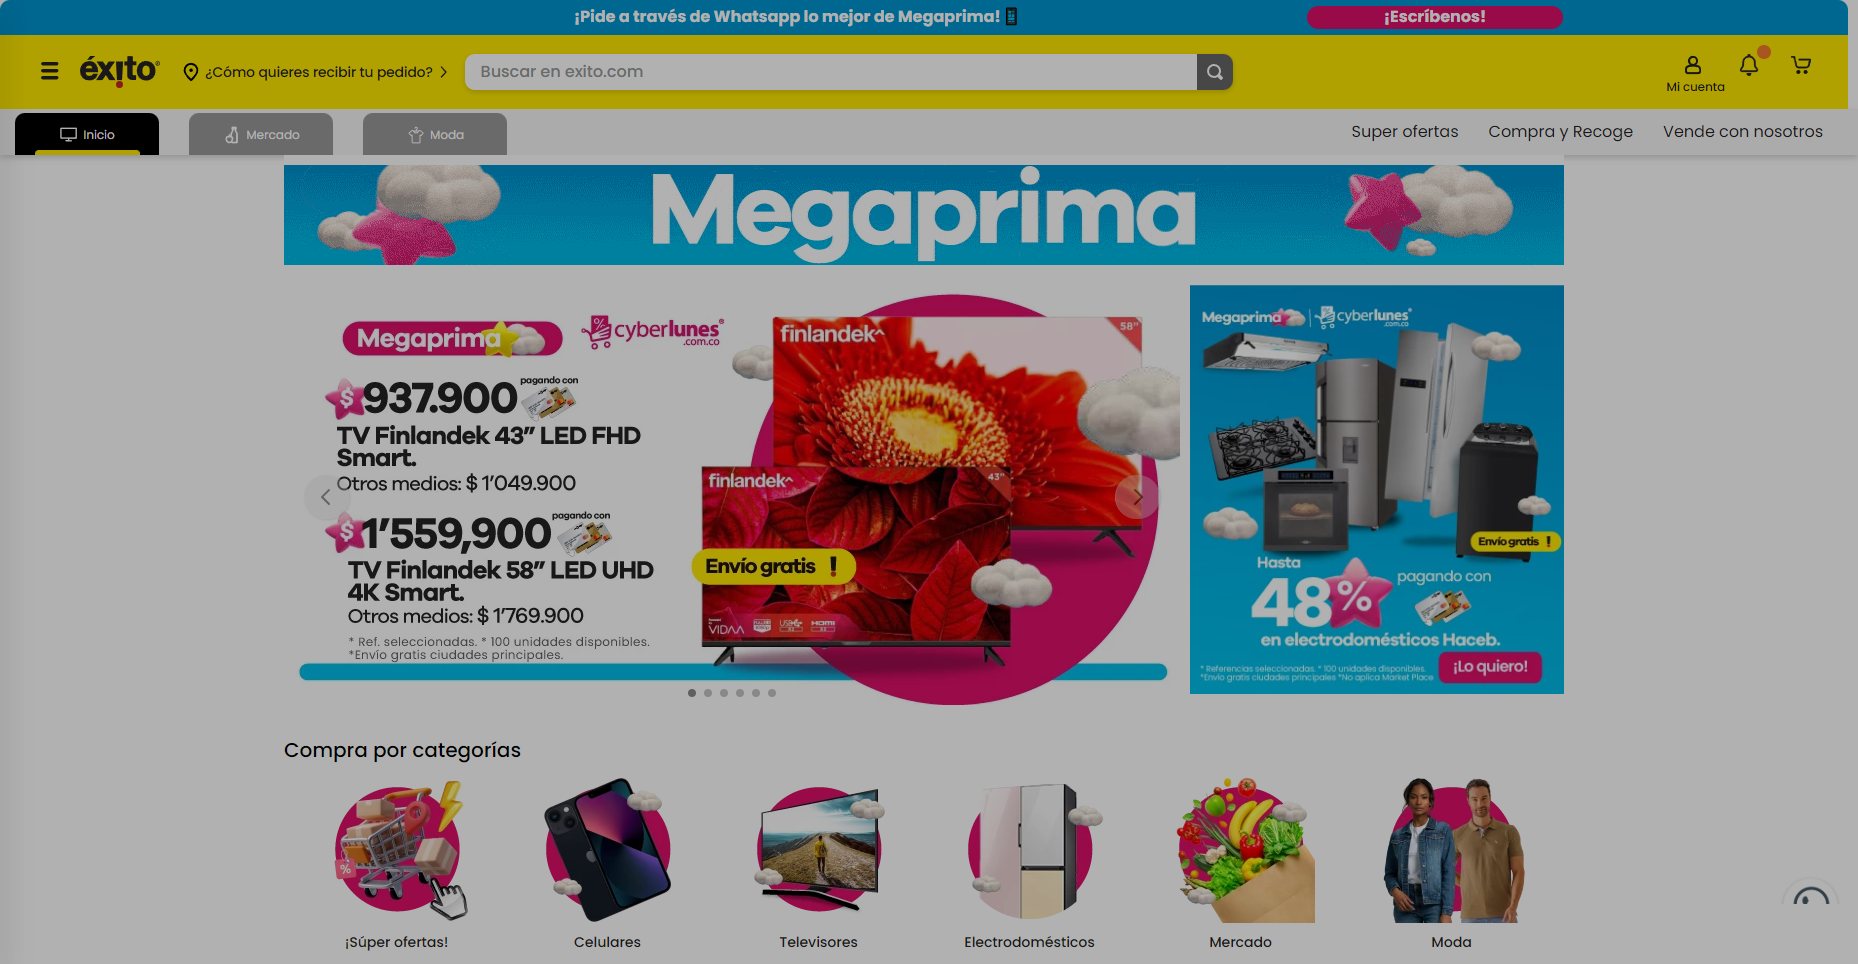 ¡Pide a través de Whatsapp lo mejor de Megaprima!
¡Escríbenos!
éxito
¿Cómo quieres recibir tu pedido?
Buscar en exito.com
Mi cuenta
Inicio
Mercado
Moda
Super ofertas
Compra y Recoge
Vende con nosotros
Megaprima
Megaprima
cyberlunes
.com.co
$937.900
pagando con
TV Finlandek 43” LED FHD
Smart.
Otros medios: $ 1’049.900
$1’559,900
pagando con
TV Finlandek 58” LED UHD
4K Smart.
Otros medios: $ 1’769.900
* Ref. seleccionadas. * 100 unidades disponibles.
*Envío gratis ciudades principales.
finlandek
58”
finlandek
43”
Envío gratis !
VIDAA
HDMI
Megaprima
cyberlunes
.com.co
Envío gratis !
Hasta
48%
pagando con
en electrodomésticos Haceb.
* Referencias seleccionadas. * 100 unidades disponibles.
*Envío gratis ciudades principales *No aplica Market Place
¡Lo quiero!
Compra por categorías
%
¡Súper ofertas!
Celulares
Televisores
Electrodomésticos
Mercado
Moda